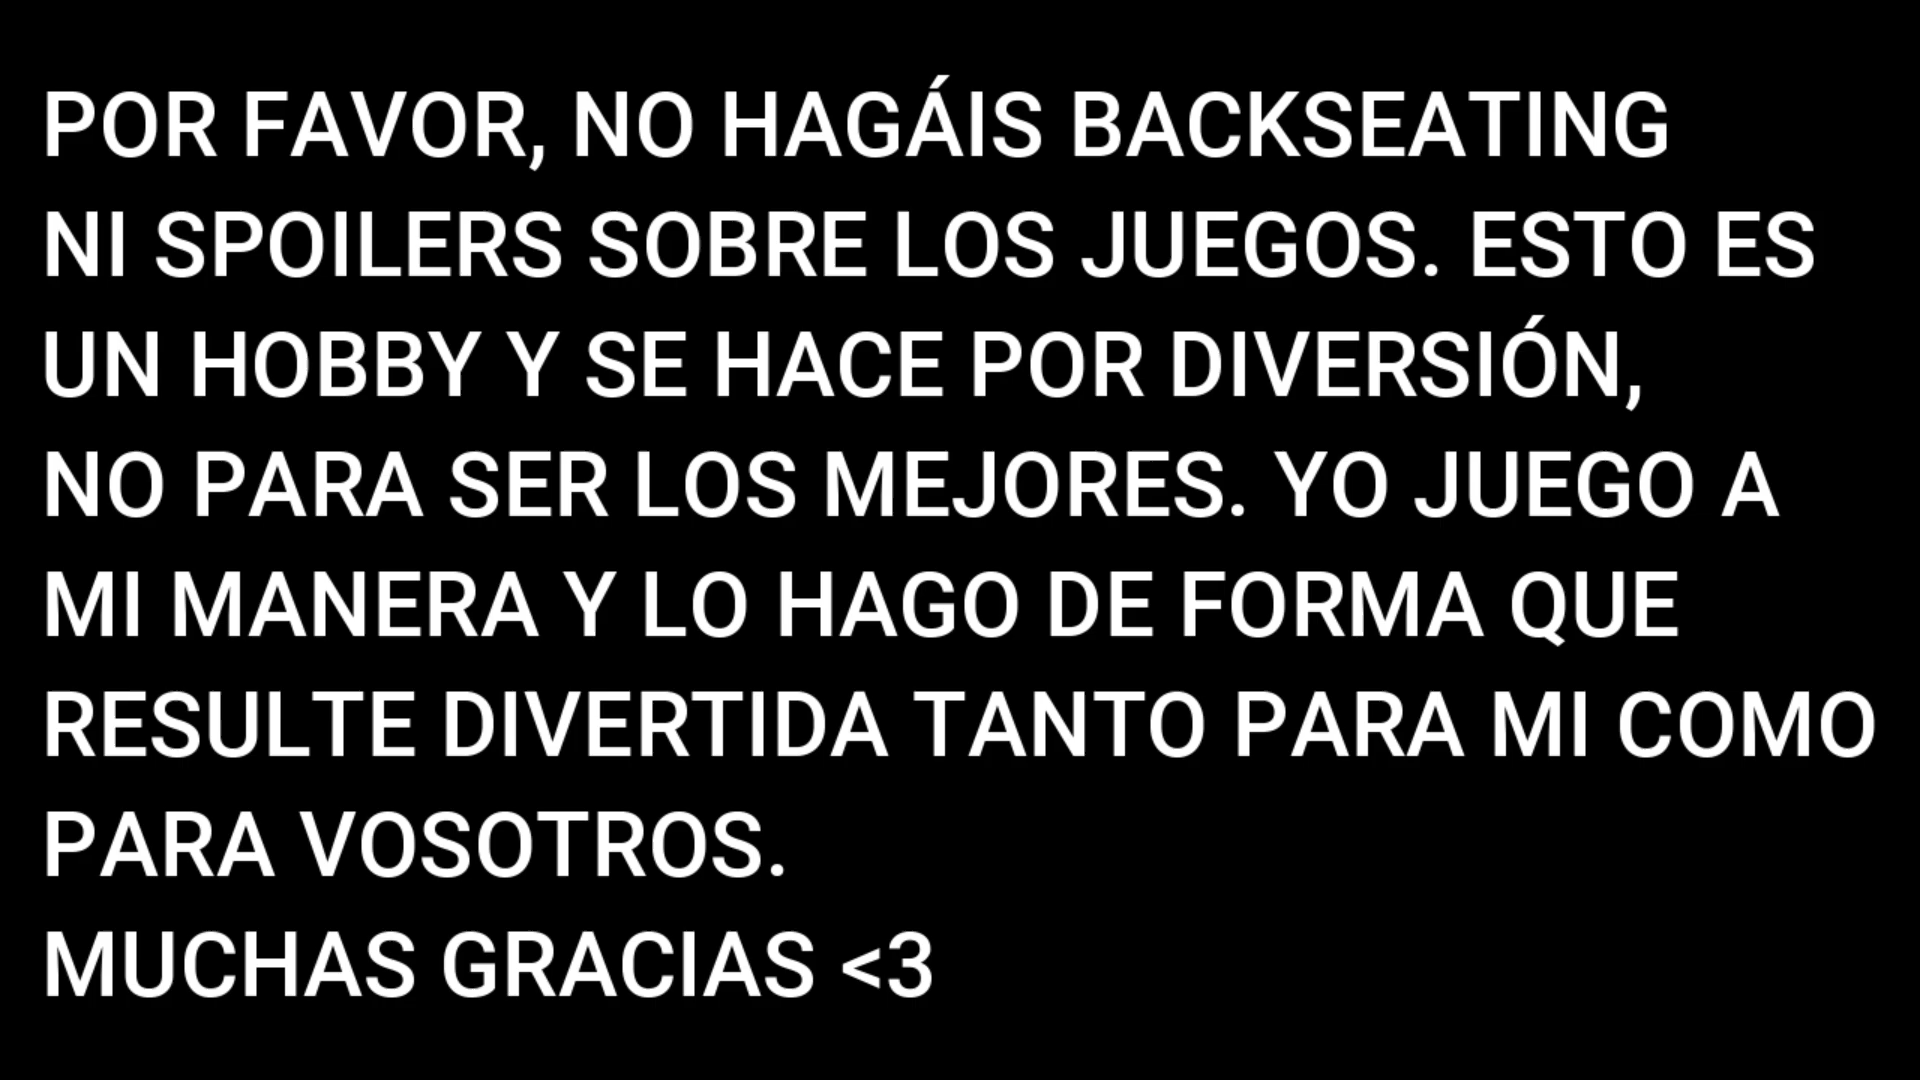 POR FAVOR, NO HAGÁIS BACKSEATING
NI SPOILERS SOBRE LOS JUEGOS. ESTO ES
UN HOBBY Y SE HACE POR DIVERSIÓN,
NO PARA SER LOS MEJORES. YO JUEGO A
MI MANERA Y LO HAGO DE FORMA QUE
RESULTE DIVERTIDA TANTO PARA MI COMO
PARA VOSOTROS.
MUCHAS GRACIAS <3